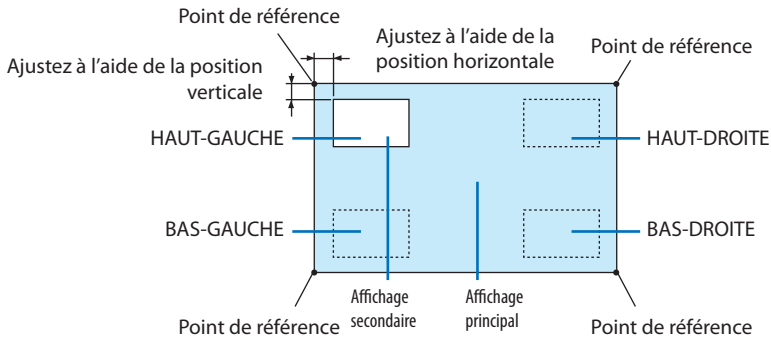 Point de référence
Ajustez à l'aide de la
position horizontale
Point de référence
Ajustez à l'aide de la position
verticale
HAUT-GAUCHE
HAUT-DROITE
BAS-GAUCHE
BAS-DROITE
Affichage
secondaire
Affichage
principal
Point de référence
Point de référence